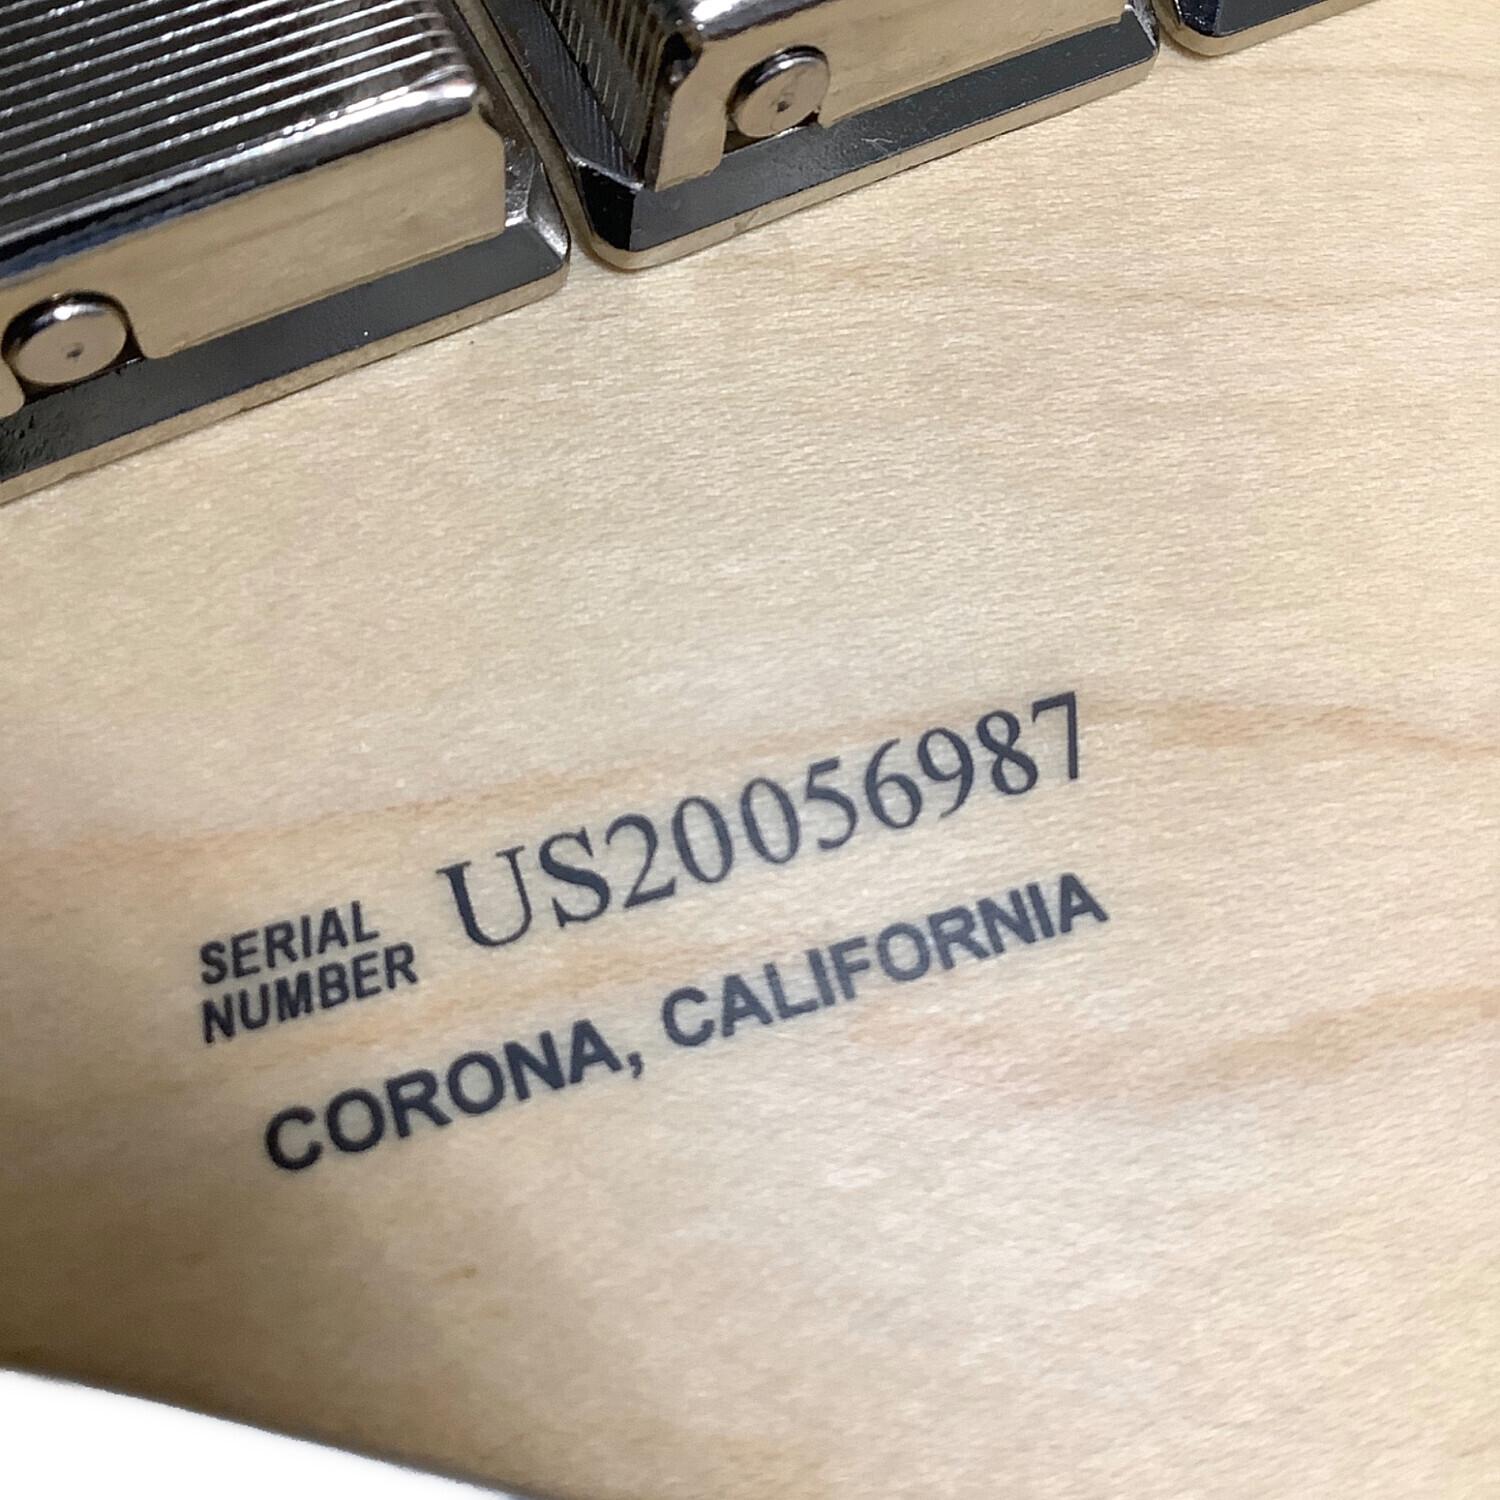 SERIAL
NUMBER
US20056987
CORONA, CALIFORNIA